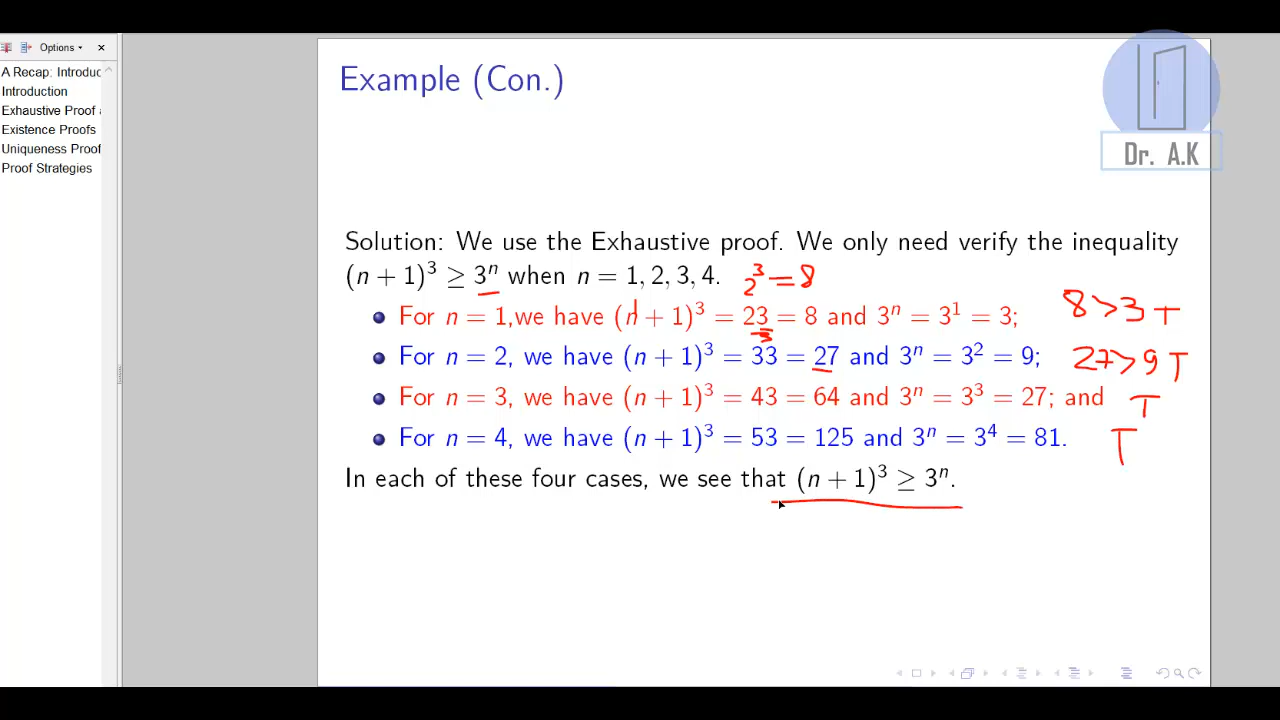 Options
A Recap: Introduc
Introduction
Exhaustive Proof a
Existence Proofs
Uniqueness Proof
Proof Strategies
Example (Con.)
Dr. A.K
Solution: We use the Exhaustive proof. We only need verify the inequality
(n + 1)³ ≥ 3ⁿ when n = 1, 2, 3, 4. 2³ = 8
For n = 1,we have (n + 1)³ = 23 = 8 and 3ⁿ = 3¹ = 3; 8 > 3 T
For n = 2, we have (n + 1)³ = 33 = 27 and 3ⁿ = 3² = 9; 27 > 9 T
For n = 3, we have (n + 1)³ = 43 = 64 and 3ⁿ = 3³ = 27; and T
For n = 4, we have (n + 1)³ = 53 = 125 and 3ⁿ = 3⁴ = 81. T
In each of these four cases, we see that (n + 1)³ ≥ 3ⁿ.